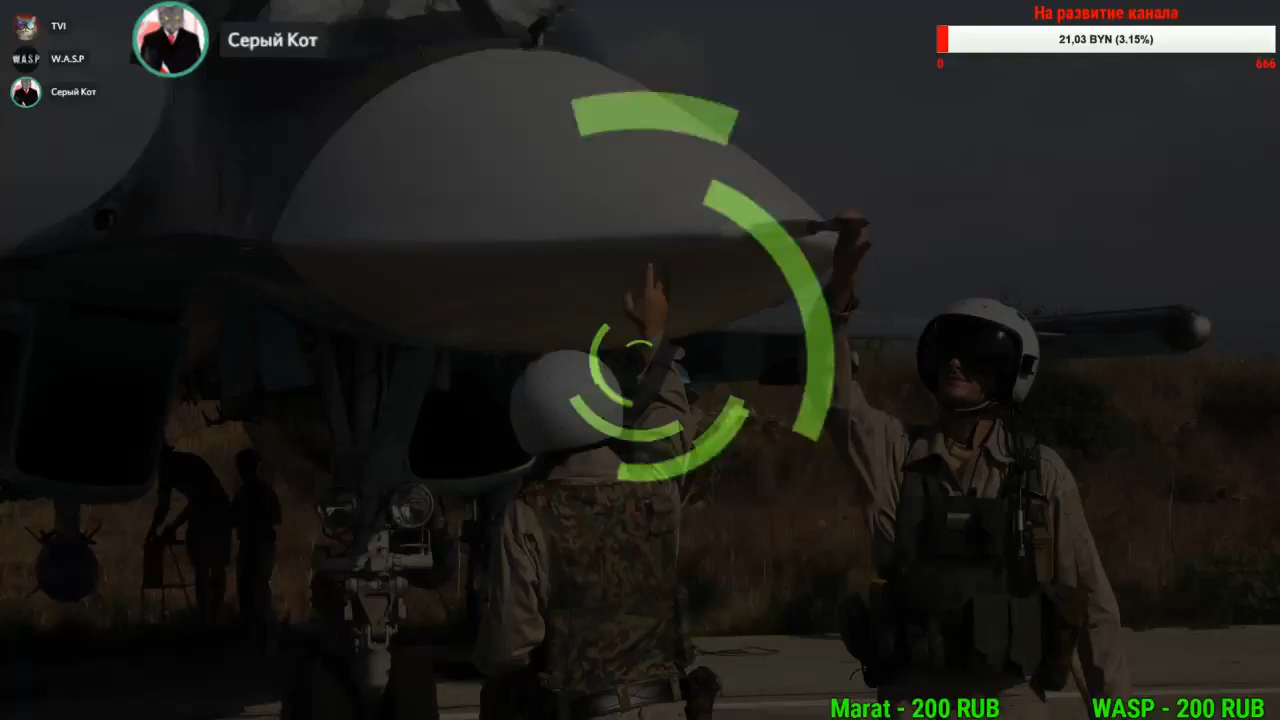 TVI
W.A.S.P
W.A.S.P
Серый Кот
Серый Кот
На развитие канала
21,03 BYN (3.15%)
0
666
Marat - 200 RUB
WASP - 200 RUB